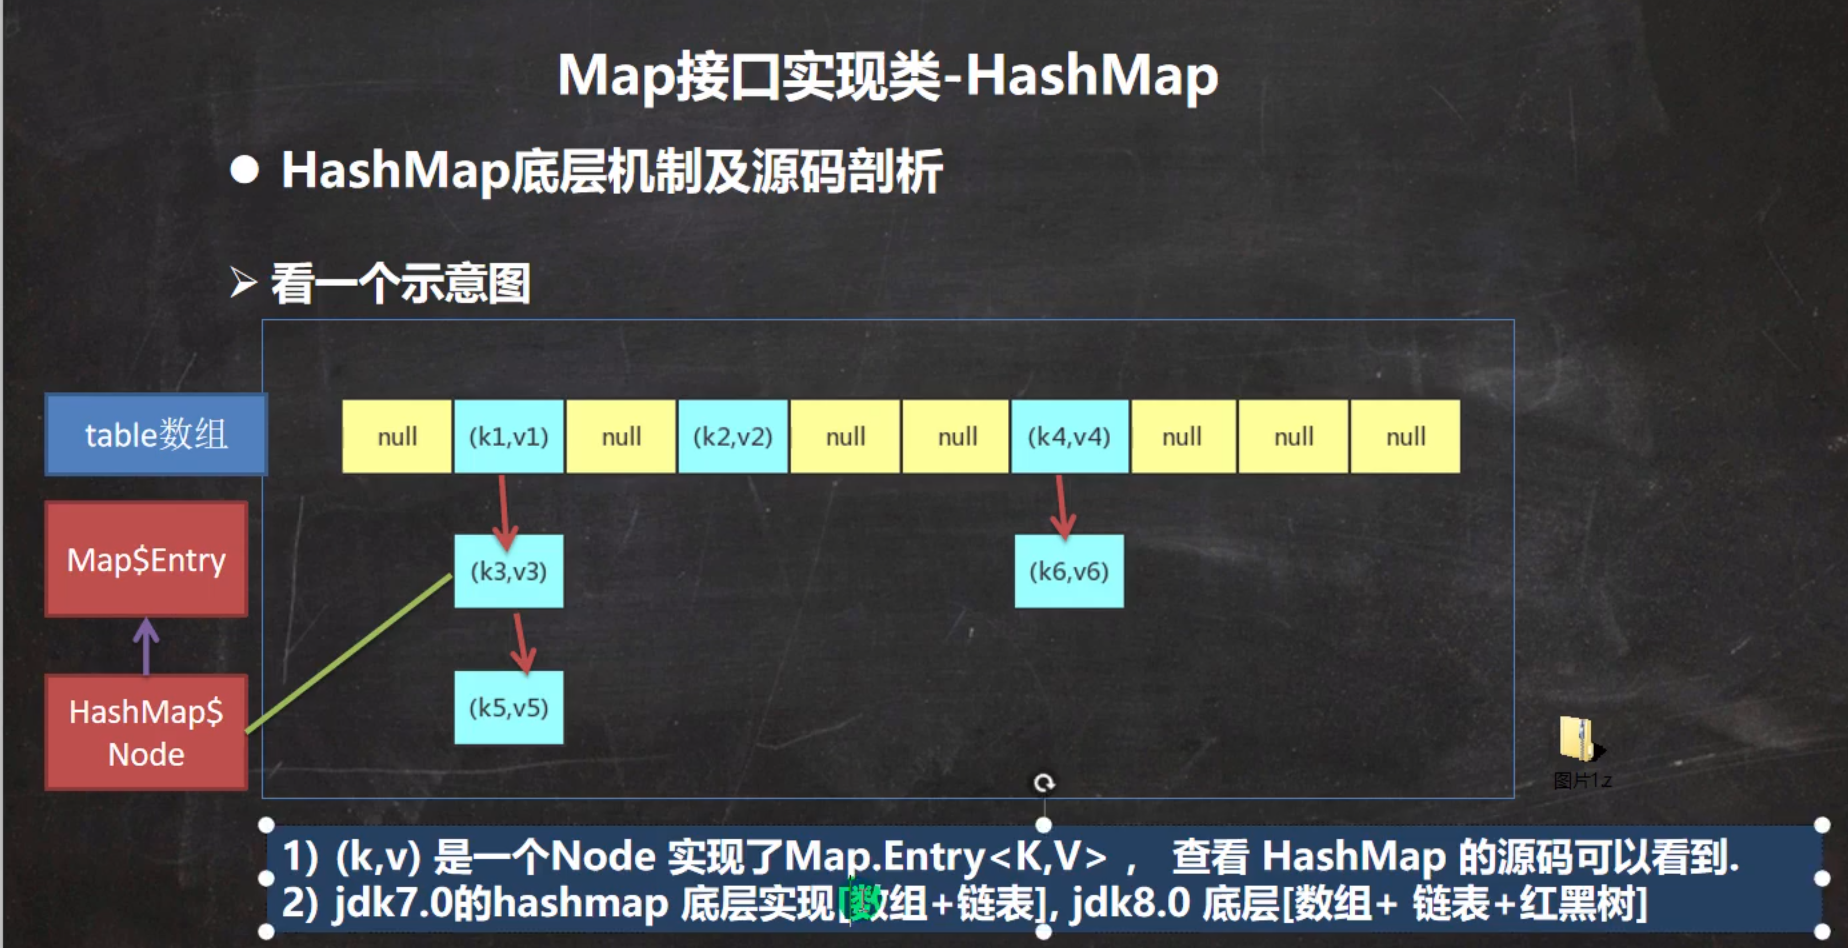 Map接口实现类-HashMap
● HashMap底层机制及源码剖析
➢ 看一个示意图
table数组
null (k1,v1) null (k2,v2) null null (k4,v4) null null null
Map$Entry
(k3,v3) (k6,v6)
HashMap$
Node
(k5,v5)
图片1.z
1) (k,v) 是一个Node 实现了Map.Entry<K,V> ， 查看 HashMap 的源码可以看到.
2) jdk7.0的hashmap 底层实现[数组+链表], jdk8.0 底层[数组+ 链表+红黑树]